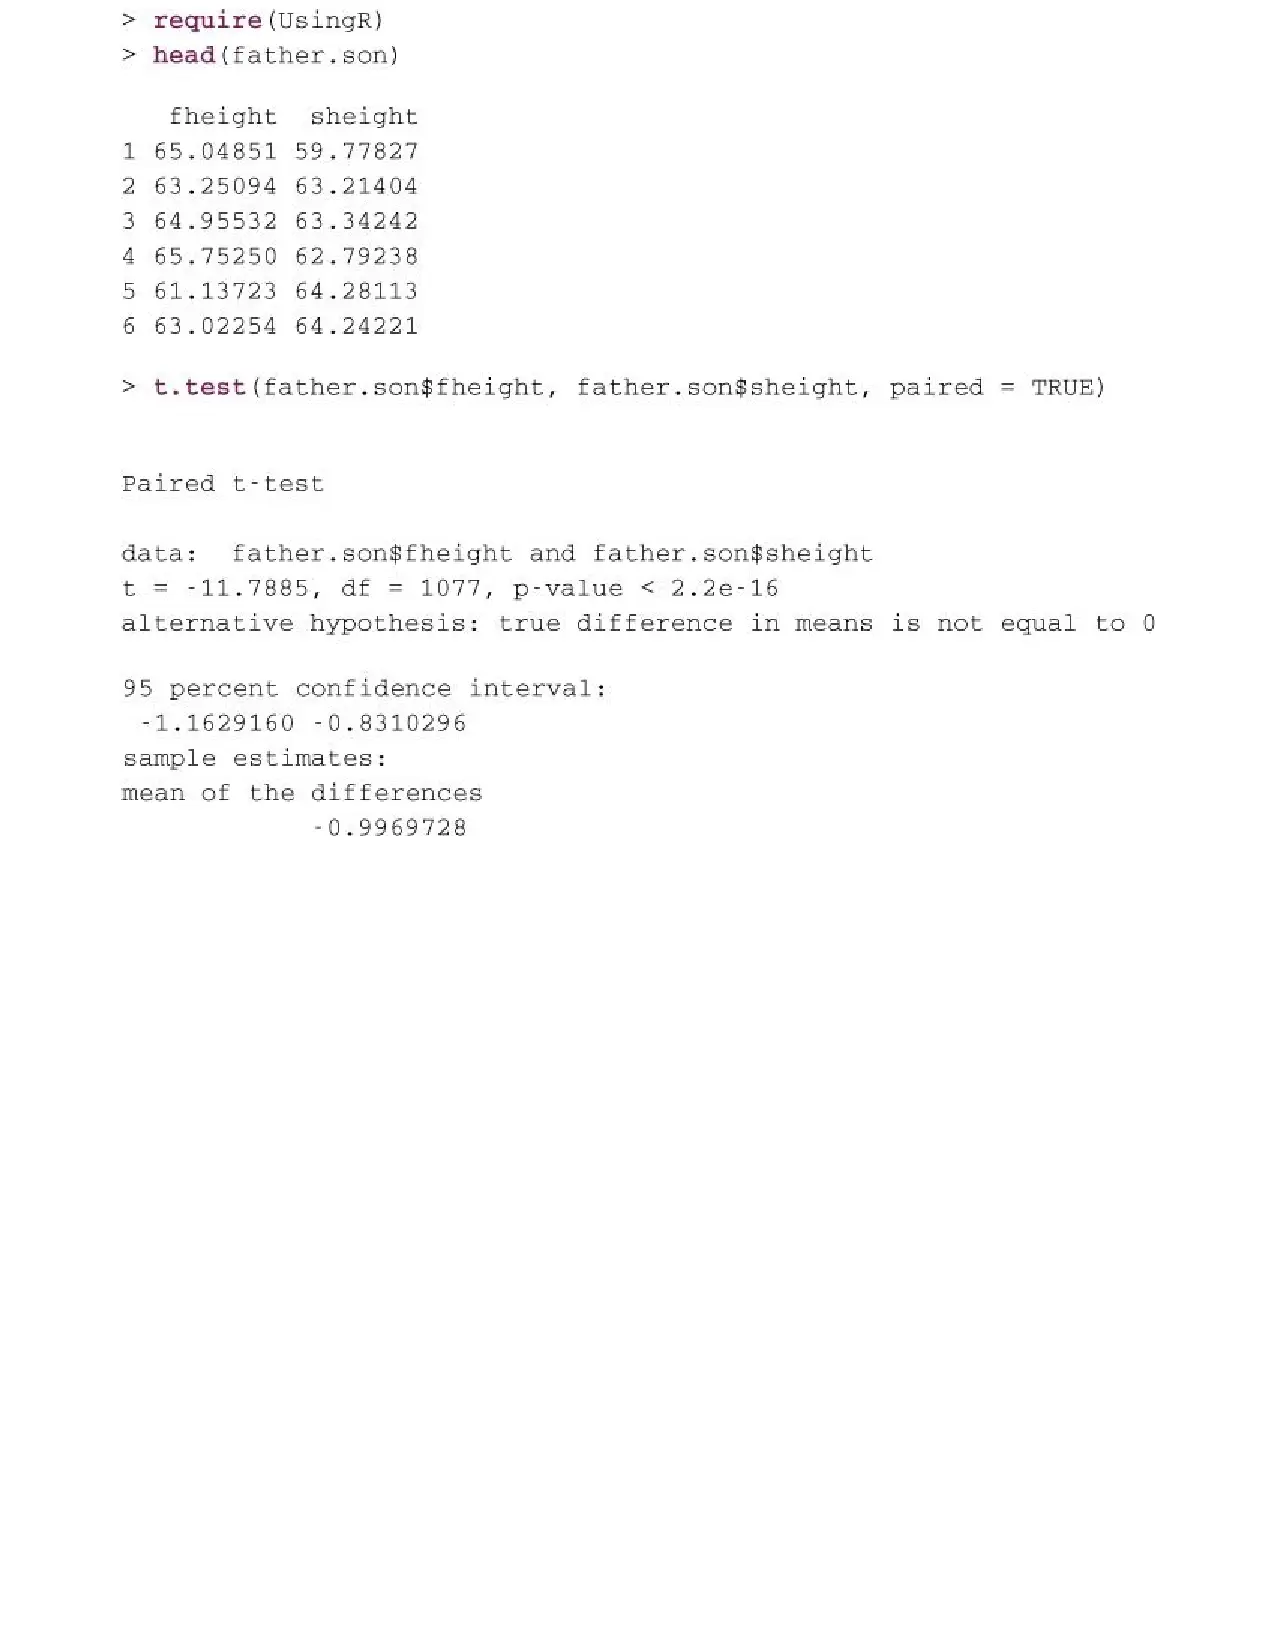 > require(UsingR)
> head(father.son)
fheight sheight
1 65.04851 59.77827
2 63.25094 63.21404
3 64.95532 63.34242
4 65.75250 62.79238
5 61.13723 64.28113
6 63.02254 64.24221
> t.test(father.son$fheight, father.son$sheight, paired = TRUE)
Paired t-test
data: father.son$fheight and father.son$sheight
t = -11.7885, df = 1077, p-value < 2.2e-16
alternative hypothesis: true difference in means is not equal to 0
95 percent confidence interval:
-1.1629160 -0.8310296
sample estimates:
mean of the differences
-0.9969728